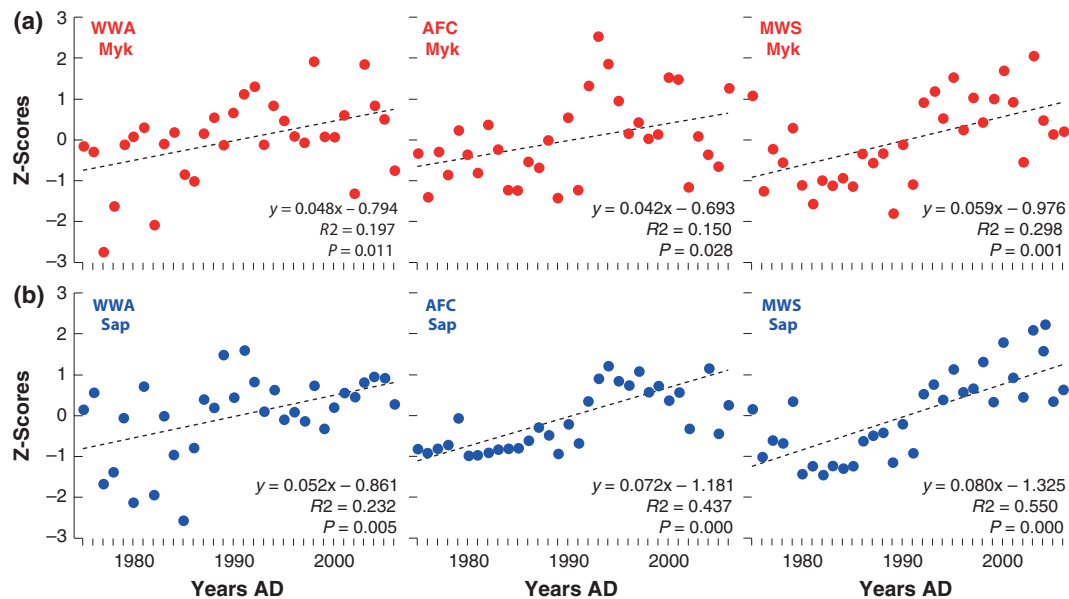 (a)
Z-Scores
3
2
1
0
–1
–2
–3
WWA
Myk
y = 0.048x – 0.794
R2 = 0.197
P = 0.011
AFC
Myk
y = 0.042x – 0.693
R2 = 0.150
P = 0.028
MWS
Myk
y = 0.059x – 0.976
R2 = 0.298
P = 0.001
(b)
Z-Scores
3
2
1
0
–1
–2
–3
WWA
Sap
y = 0.052x – 0.861
R2 = 0.232
P = 0.005
AFC
Sap
y = 0.072x – 1.181
R2 = 0.437
P = 0.000
MWS
Sap
y = 0.080x – 1.325
R2 = 0.550
P = 0.000
1980 1990 2000
Years AD
1980 1990 2000
Years AD
1980 1990 2000
Years AD